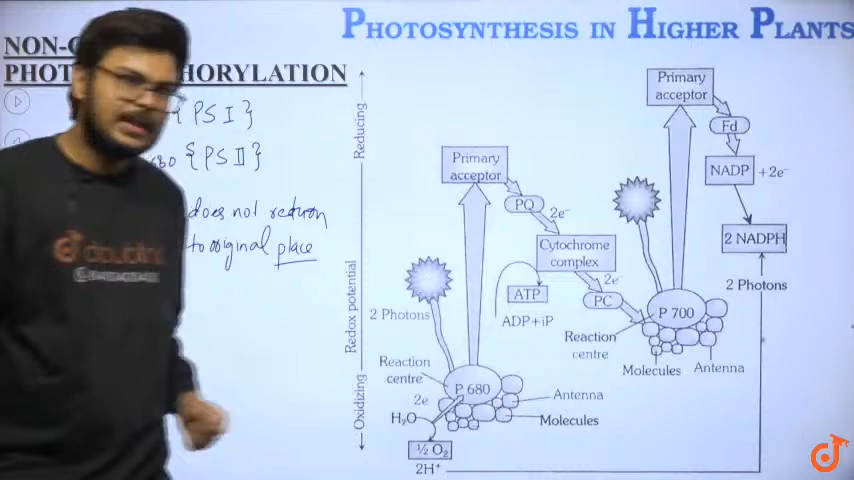 PHOTOSYNTHESIS IN HIGHER PLANTS
NON-
PHOT HORYLATION
{PS I}
680 {PS II}
does not return
to original place
doubtnut
Reducing
Redox potential
Oxidizing
Primary
acceptor
PQ
2e⁻
Cytochrome
complex
2e⁻
PC
ATP
ADP+iP
2 Photons
Reaction
centre
P 680
2e
H₂O
½ O₂
2H⁺
Antenna
Molecules
Primary
acceptor
Fd
NADP +2e⁻
2 NADPH
2 Photons
P 700
Reaction
centre
Molecules
Antenna